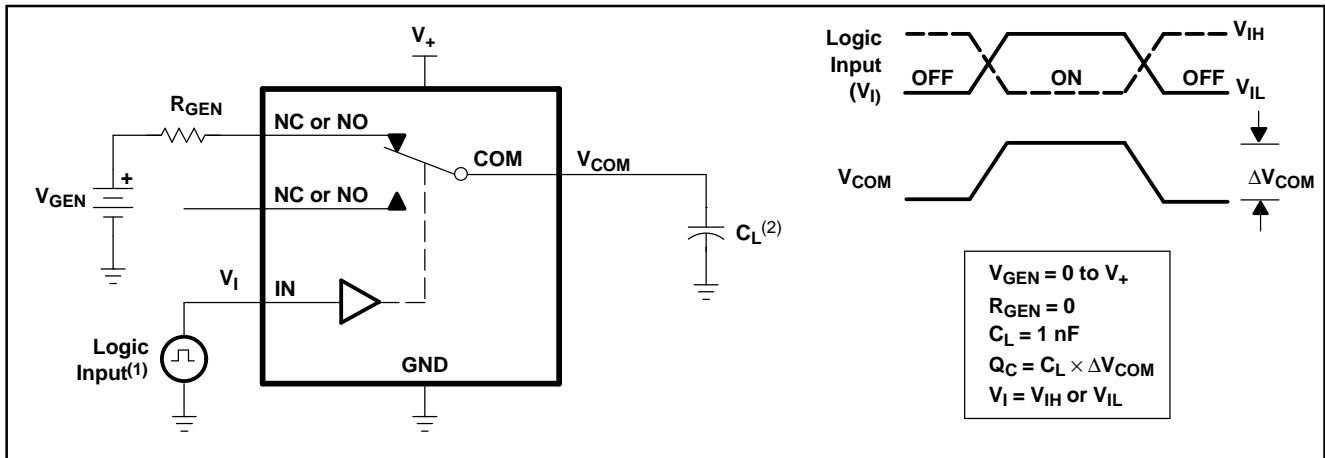 V+
RGEN
NC or NO
COM
VCOM
VGEN
+
NC or NO
CL(2)
VI
IN
Logic
Input(1)
GND
Logic
Input
(VI)
VIH
OFF
ON
OFF
VIL
VCOM
ΔVCOM
VGEN = 0 to V+
RGEN = 0
CL = 1 nF
QC = CL × ΔVCOM
VI = VIH or VIL